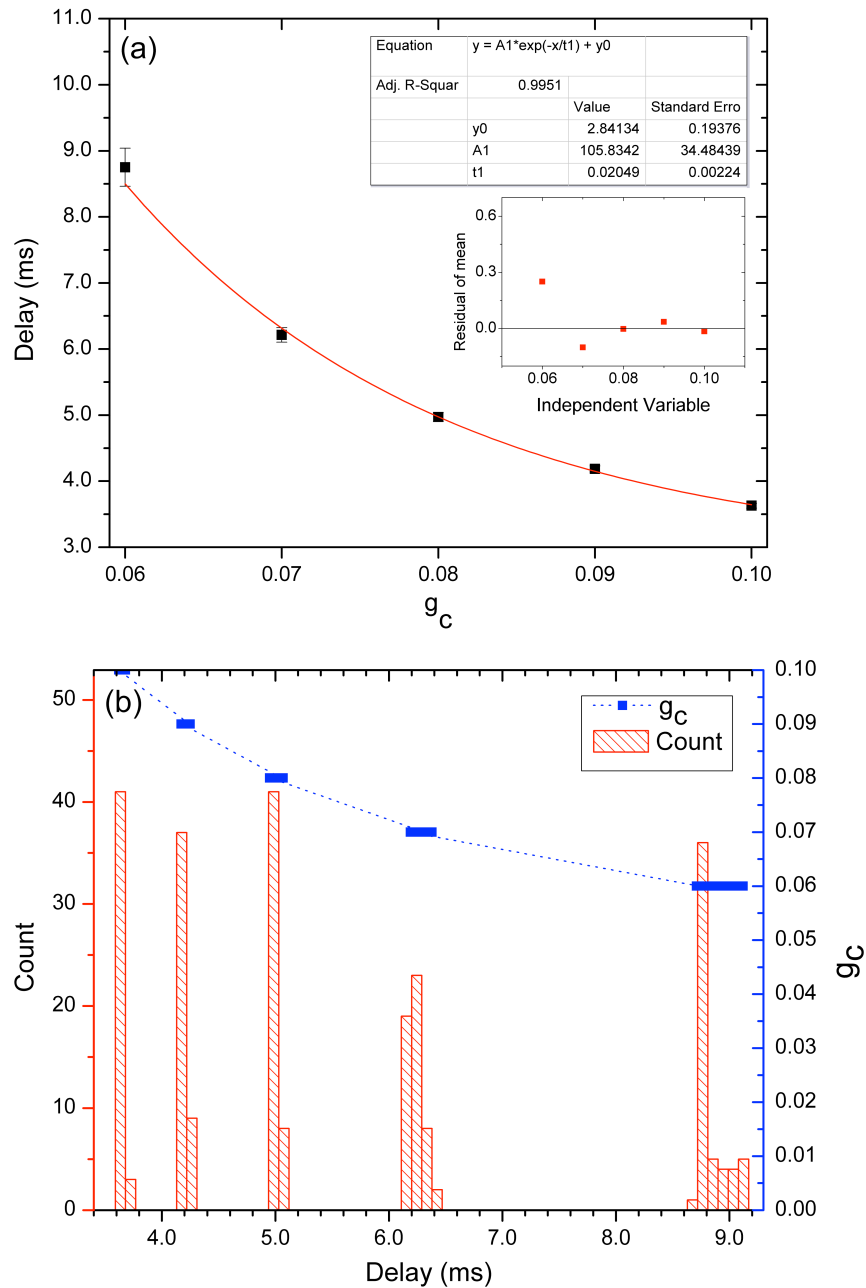 (a)
Equation y = A1*exp(-x/t1) + y0
Adj. R-Squar 0.9951
Value Standard Erro
y0 2.84134 0.19376
A1 105.8342 34.48439
t1 0.02049 0.00224
11.0
10.0
9.0
8.0
7.0
6.0
5.0
4.0
3.0
Delay (ms)
0.6
0.3
0.0
Residual of mean
0.06 0.08 0.10
Independent Variable
0.06 0.07 0.08 0.09 0.10
gc
(b)
gc
Count
50
40
30
20
10
0
Count
0.10
0.09
0.08
0.07
0.06
0.05
0.04
0.03
0.02
0.01
0.00
gc
4.0 5.0 6.0 7.0 8.0 9.0
Delay (ms)